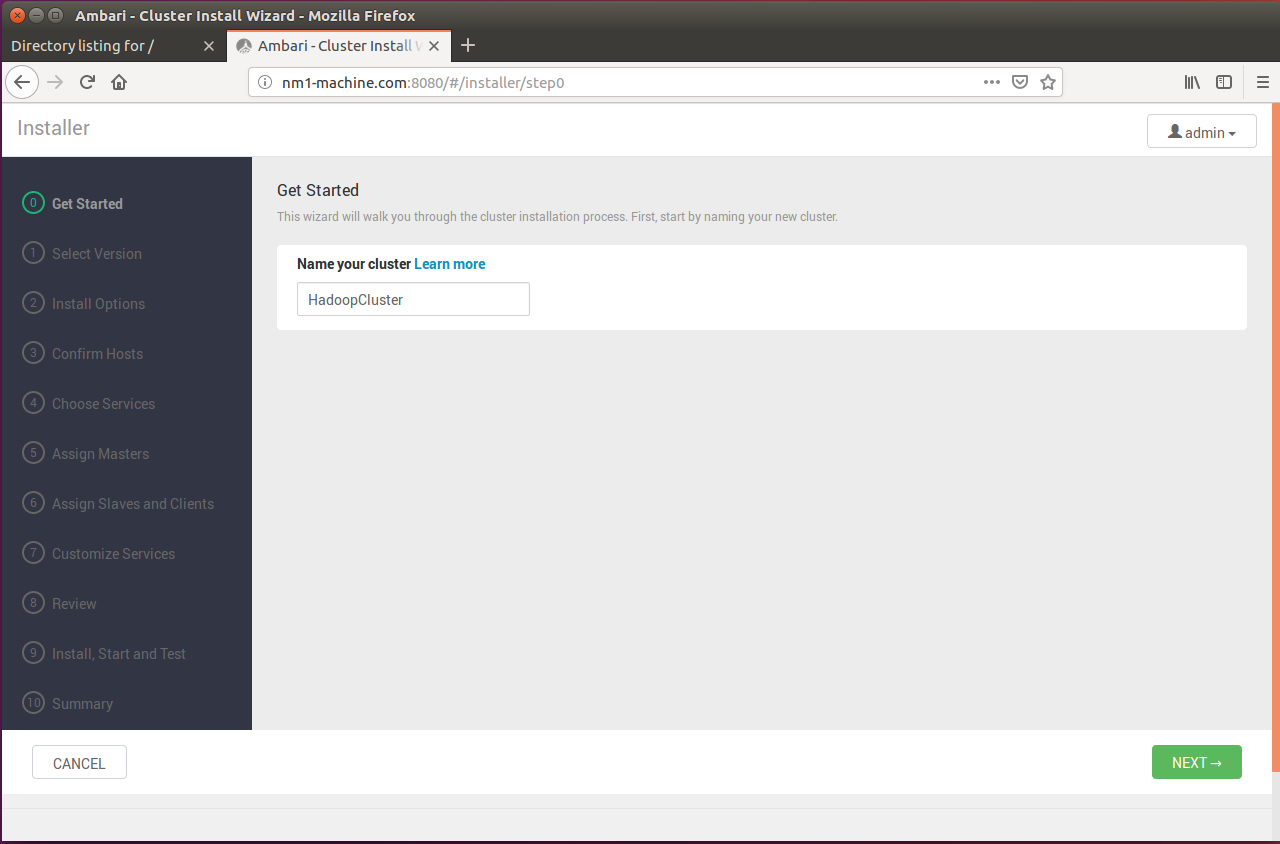 Ambari - Cluster Install Wizard - Mozilla Firefox
Directory listing for /
Ambari - Cluster Install W
nm1-machine.com:8080/#/installer/step0
Installer
admin
0 Get Started
1 Select Version
2 Install Options
3 Confirm Hosts
4 Choose Services
5 Assign Masters
6 Assign Slaves and Clients
7 Customize Services
8 Review
9 Install, Start and Test
10 Summary
Get Started
This wizard will walk you through the cluster installation process. First, start by naming your new cluster.
Name your cluster Learn more
HadoopCluster
CANCEL
NEXT →